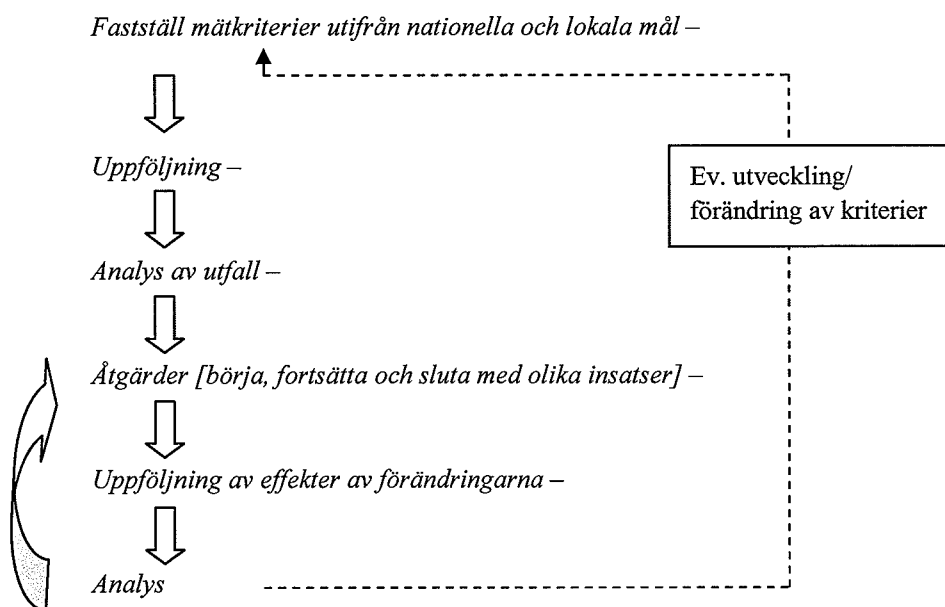 Fastställ mätkriterier utifrån nationella och lokala mål –
Uppföljning –
Ev. utveckling/
förändring av kriterier
Analys av utfall –
Åtgärder [börja, fortsätta och sluta med olika insatser] –
Uppföljning av effekter av förändringarna –
Analys